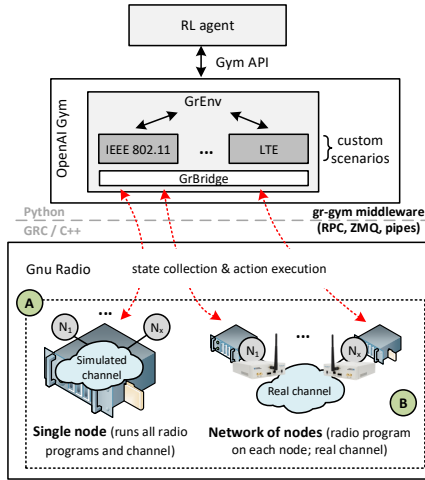 RL agent
Gym API
OpenAI Gym
GrEnv
IEEE 802.11
...
LTE
custom
scenarios
GrBridge
Python
gr-gym middleware
GRC / C++
(RPC, ZMQ, pipes)
Gnu Radio
state collection & action execution
A
...
N1
Nx
Simulated
channel
...
N1
Nx
Real channel
B
Single node (runs all radio
programs and channel)
Network of nodes (radio program
on each node; real channel)